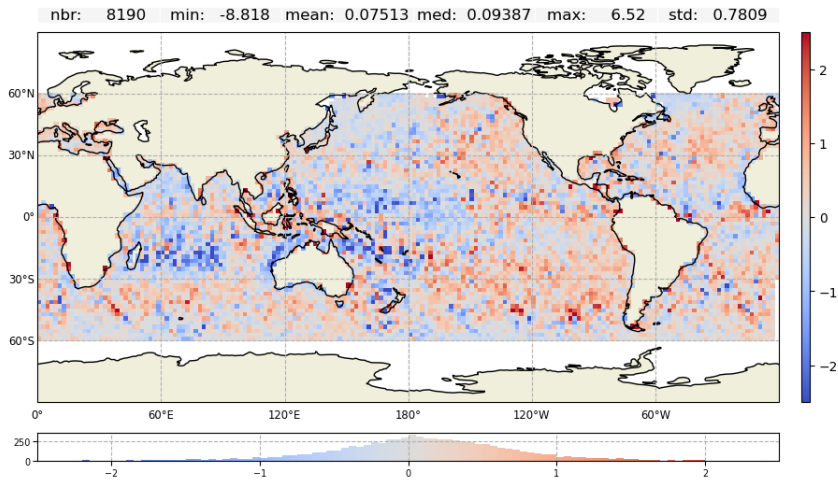 nbr: 8190 min: -8.818 mean: 0.07513 med: 0.09387 max: 6.52 std: 0.7809
60°N
30°N
0°
30°S
60°S
0° 60°E 120°E 180° 120°W 60°W
2
1
0
−1
−2
250
0
−2 −1 0 1 2